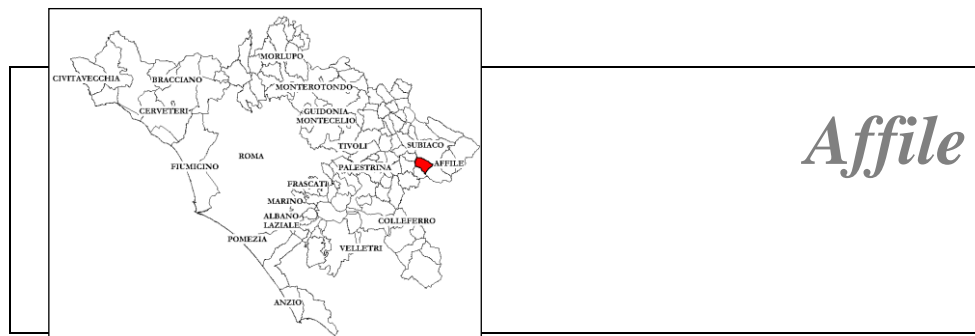 MORLUPO
CIVITAVECCHIA
BRACCIANO
MONTEROTONDO
CERVETERI
GUIDONIA
MONTECELIO
TIVOLI
SUBIACO
Affile
ROMA
FIUMICINO
PALESTRINA
AFFILE
FRASCATI
MARINO
ALBANO
LAZIALE
COLLEFERRO
POMEZIA
VELLETRI
ANZIO